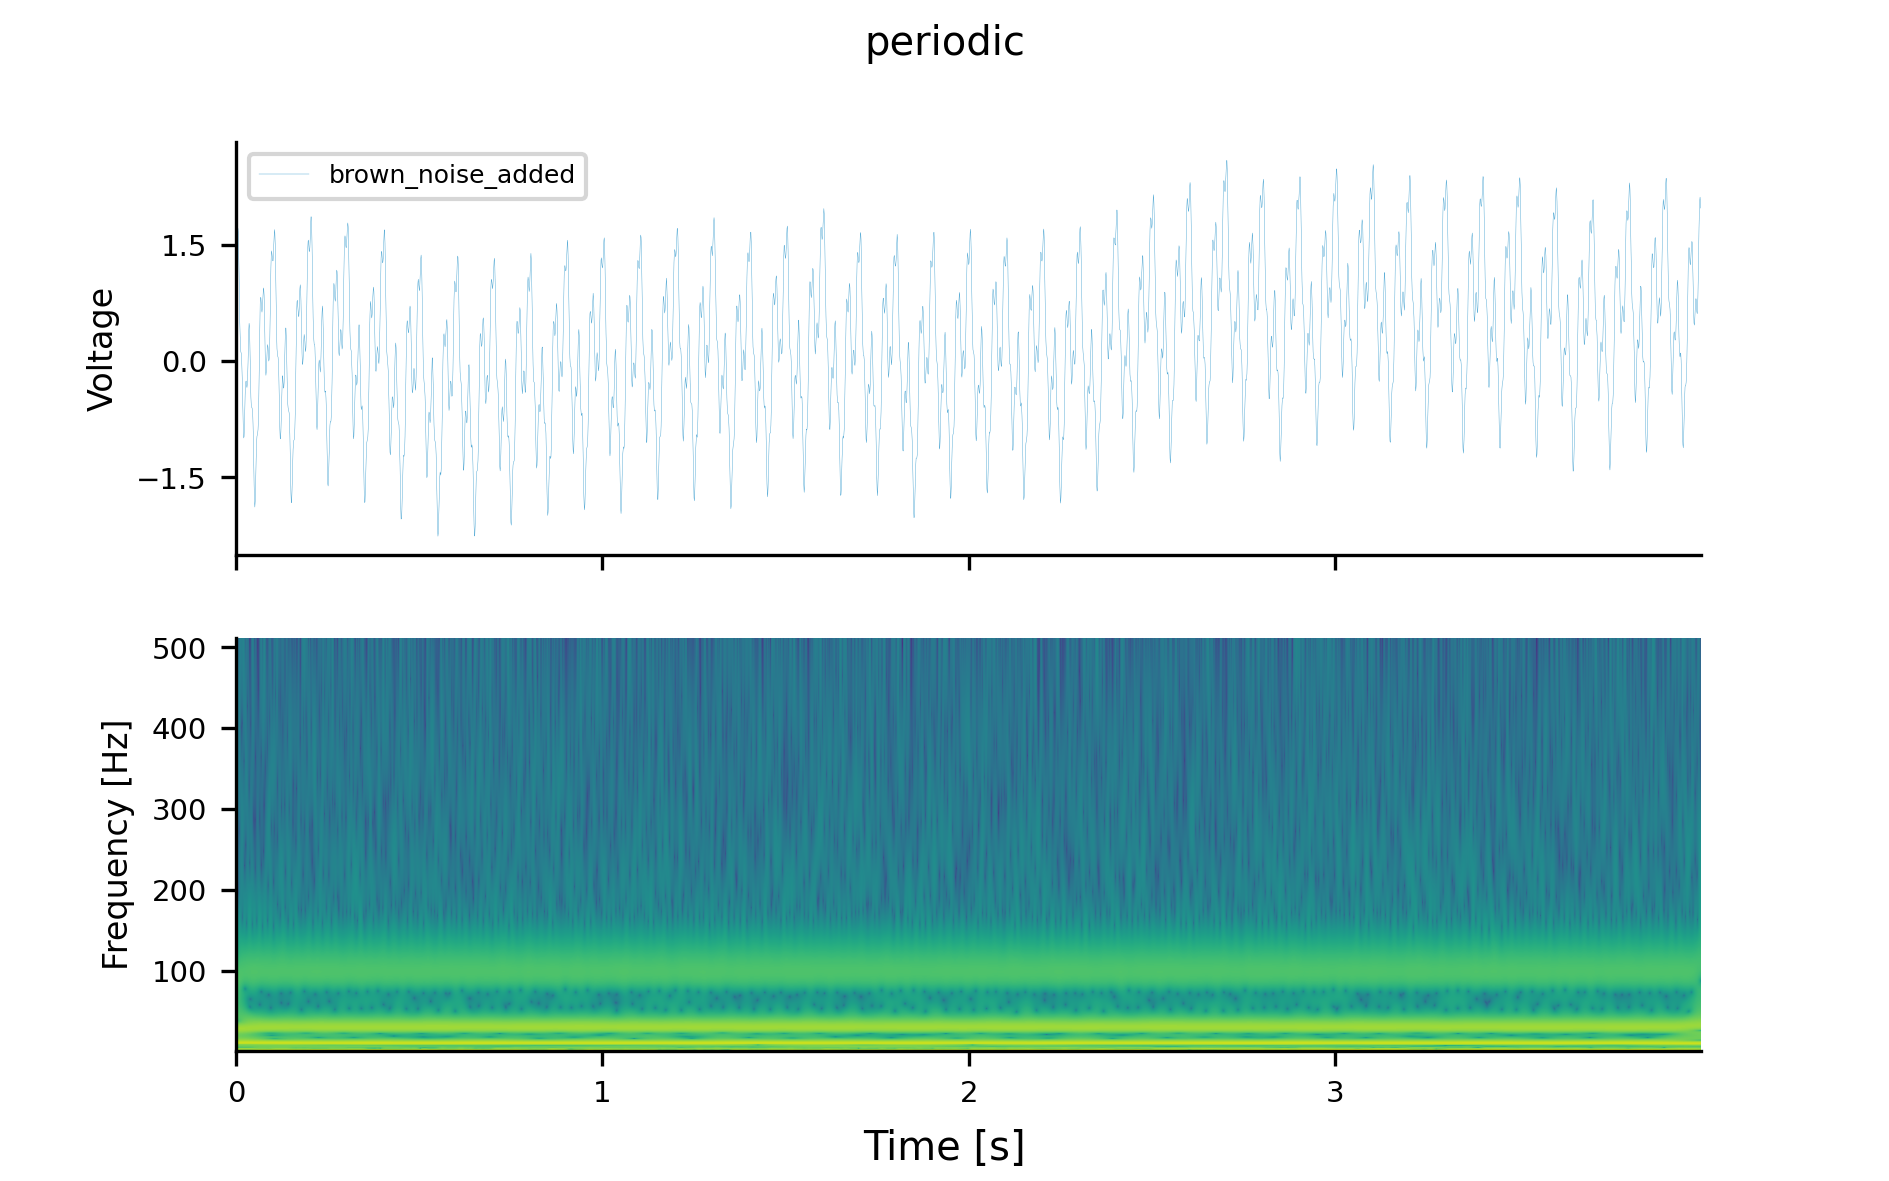 periodic
brown_noise_added
Voltage
1.5
0.0
−1.5
Frequency [Hz]
500
400
300
200
100
0 1 2 3
Time [s]